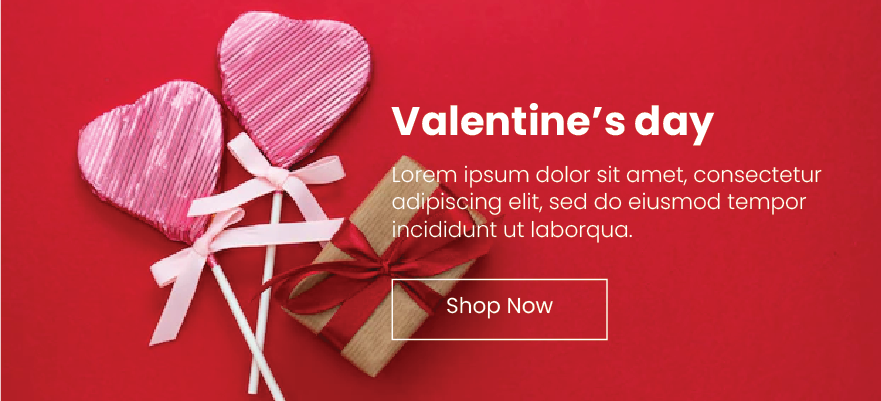 Valentine’s day
Lorem ipsum dolor sit amet, consectetur
adipiscing elit, sed do eiusmod tempor
incididunt ut laborqua.
Shop Now